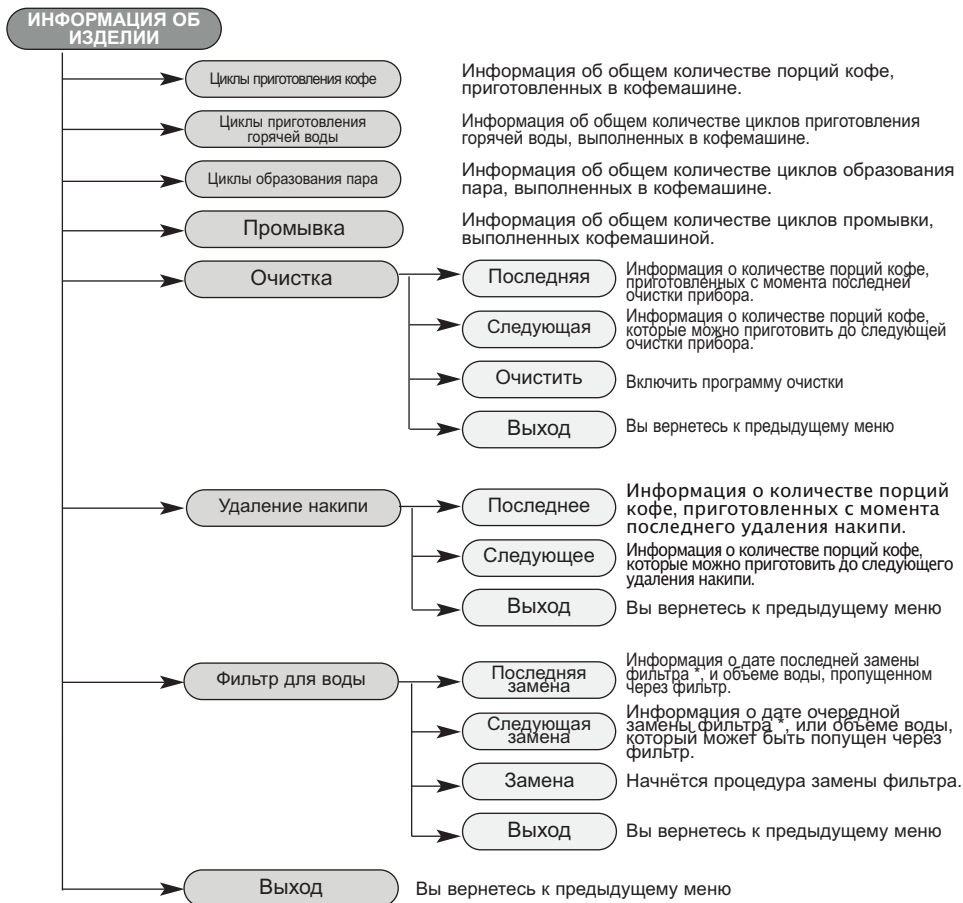 ИНФОРМАЦИЯ ОБ
ИЗДЕЛИИ
Циклы приготовления кофе
Информация об общем количестве порций кофе,
приготовленных в кофемашине.
Циклы приготовления
горячей воды
Информация об общем количестве циклов приготовления
горячей воды, выполненных в кофемашине.
Циклы образования пара
Информация об общем количестве циклов образования
пара, выполненных в кофемашине.
Промывка
Информация об общем количестве циклов промывки,
выполненных кофемашиной.
Очистка
Последняя
Информация о количестве порций кофе,
приготовленных с момента последней
очистки прибора.
Следующая
Информация о количестве порций кофе,
которые можно приготовить до следующей
очистки прибора.
Очистить
Включить программу очистки
Выход
Вы вернетесь к предыдущему меню
Удаление накипи
Последнее
Информация о количестве порций
кофе, приготовленных с момента
последнего удаления накипи.
Следующее
Информация о количестве порций кофе,
которые можно приготовить до следующего
удаления накипи.
Выход
Вы вернетесь к предыдущему меню
Фильтр для воды
Последняя
замена
Информация о дате последней замены
фильтра *, и объеме воды, пропущенном
через фильтр.
Следующая
замена
Информация о дате очередной
замены фильтра *, или объеме воды,
который может быть попущен через
фильтр.
Замена
Начнётся процедура замены фильтра.
Выход
Вы вернетесь к предыдущему меню
Выход
Вы вернетесь к предыдущему меню